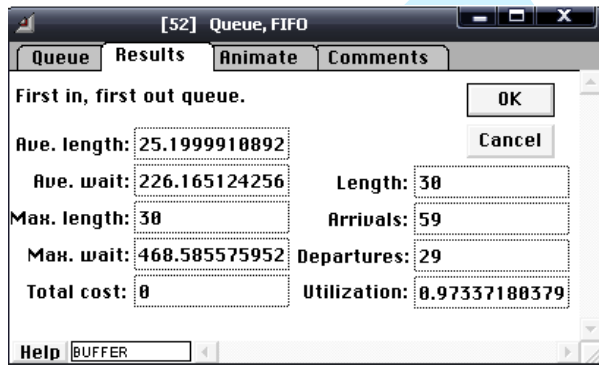 [52] Queue, FIFO
Queue Results Animate Comments
First in, first out queue.
OK
Cancel
Ave. length: 25.1999910892
Ave. wait: 226.165124256
Length: 30
Max. length: 30
Arrivals: 59
Max. wait: 468.585575952
Departures: 29
Total cost: 0
Utilization: 0.97337180379
Help BUFFER